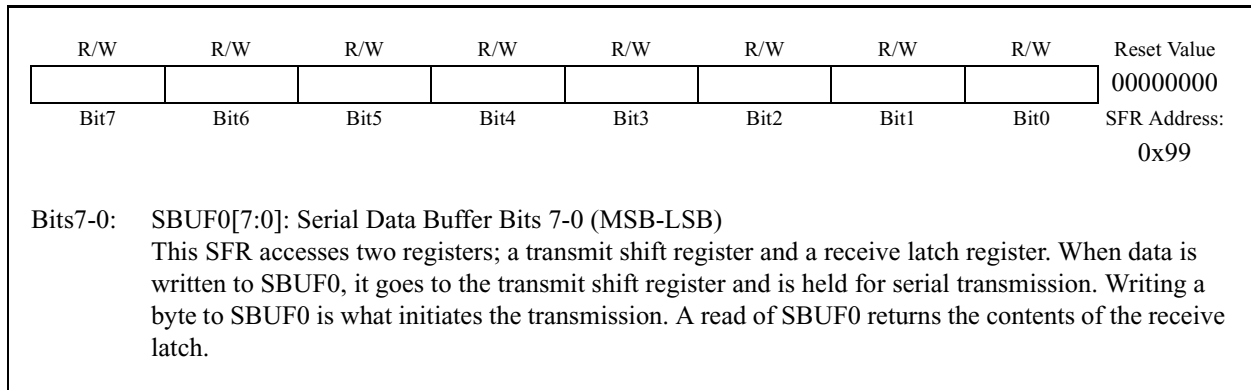 R/W R/W R/W R/W R/W R/W R/W R/W Reset Value
00000000
Bit7 Bit6 Bit5 Bit4 Bit3 Bit2 Bit1 Bit0 SFR Address:
0x99
Bits7-0: SBUF0[7:0]: Serial Data Buffer Bits 7-0 (MSB-LSB)
This SFR accesses two registers; a transmit shift register and a receive latch register. When data is
written to SBUF0, it goes to the transmit shift register and is held for serial transmission. Writing a
byte to SBUF0 is what initiates the transmission. A read of SBUF0 returns the contents of the receive
latch.